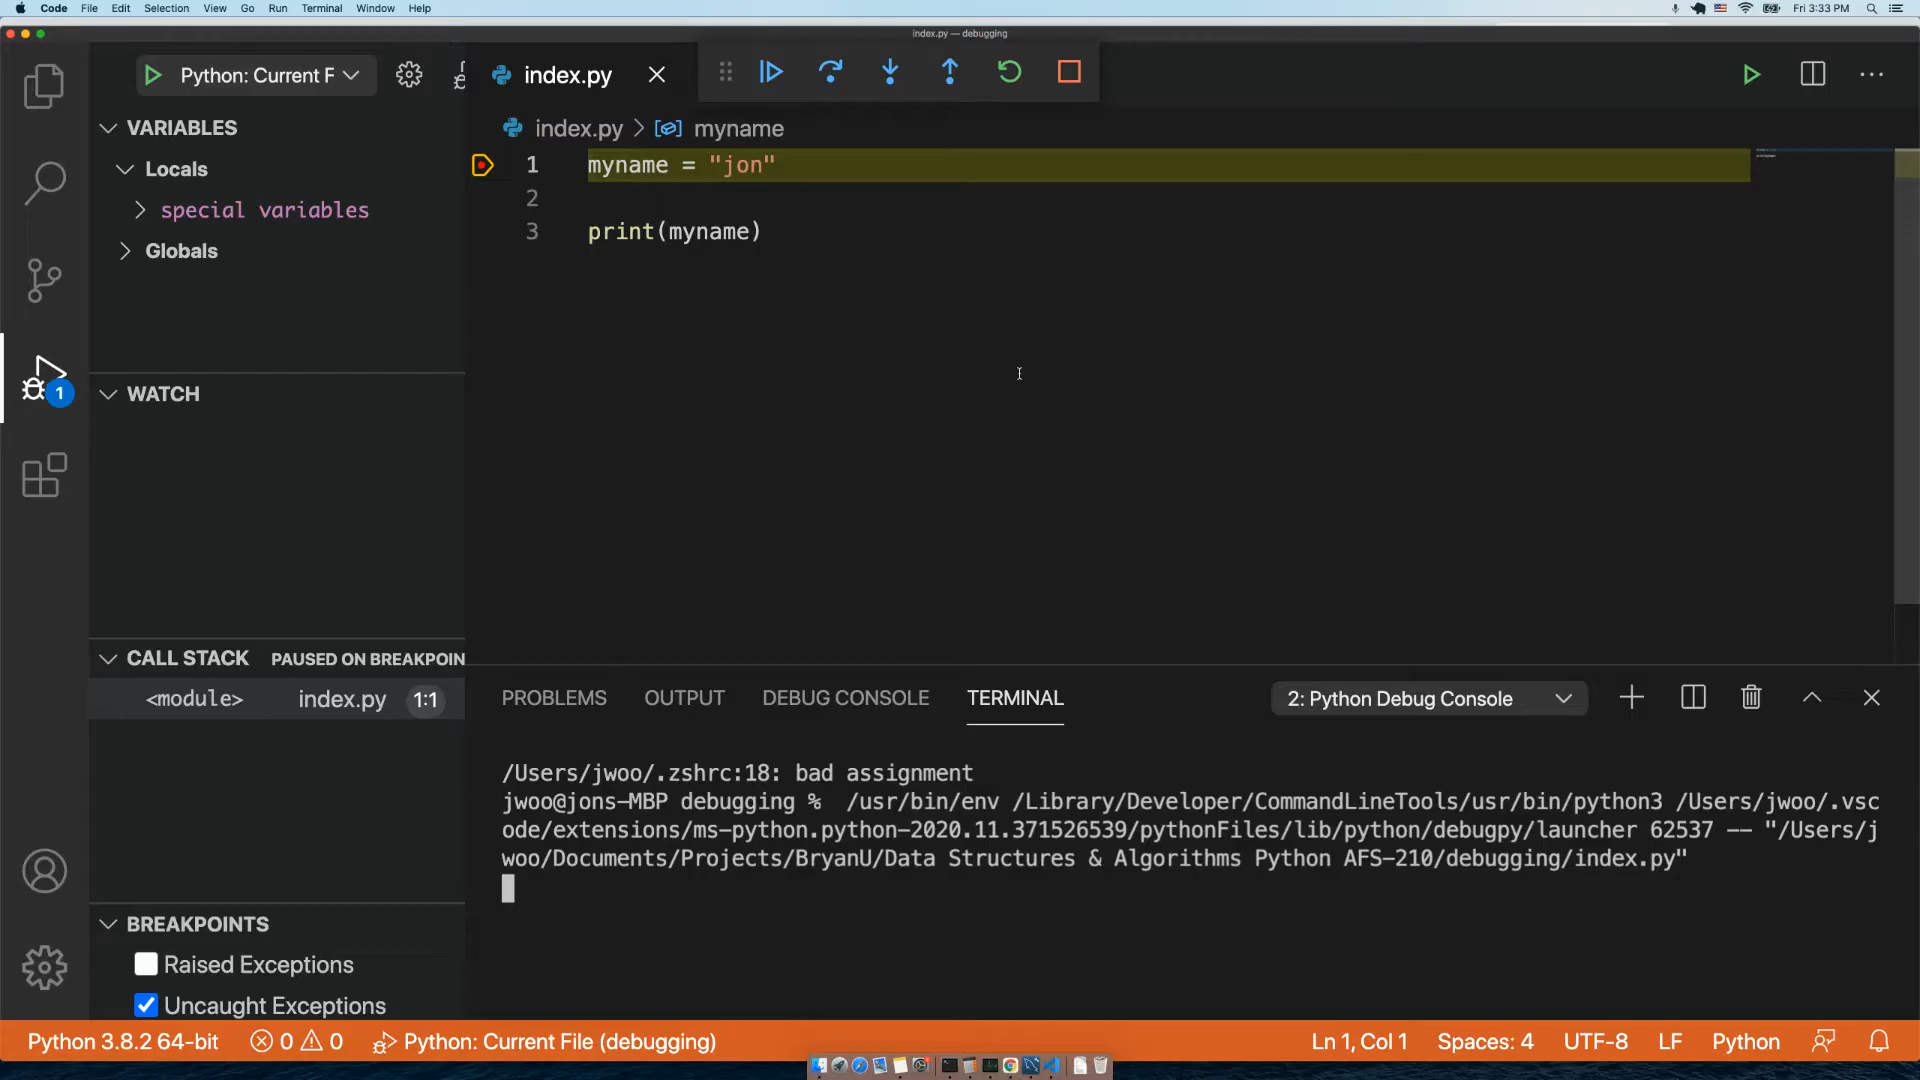 Code File Edit Selection View Go Run Terminal Window Help
Fri 3:33 PM
index.py — debugging
Python: Current F
index.py
VARIABLES
Locals
special variables
Globals
WATCH
CALL STACK PAUSED ON BREAKPOIN
<module> index.py 1:1
BREAKPOINTS
Raised Exceptions
Uncaught Exceptions
index.py > myname
1 myname = "jon"
2
3 print(myname)
PROBLEMS OUTPUT DEBUG CONSOLE TERMINAL
2: Python Debug Console
/Users/jwoo/.zshrc:18: bad assignment
jwoo@jons-MBP debugging % /usr/bin/env /Library/Developer/CommandLineTools/usr/bin/python3 /Users/jwoo/.vsc
ode/extensions/ms-python.python-2020.11.371526539/pythonFiles/lib/python/debugpy/launcher 62537 -- "/Users/j
woo/Documents/Projects/BryanU/Data Structures & Algorithms Python AFS-210/debugging/index.py"
1
Python 3.8.2 64-bit 0 0 Python: Current File (debugging)
Ln 1, Col 1 Spaces: 4 UTF-8 LF Python